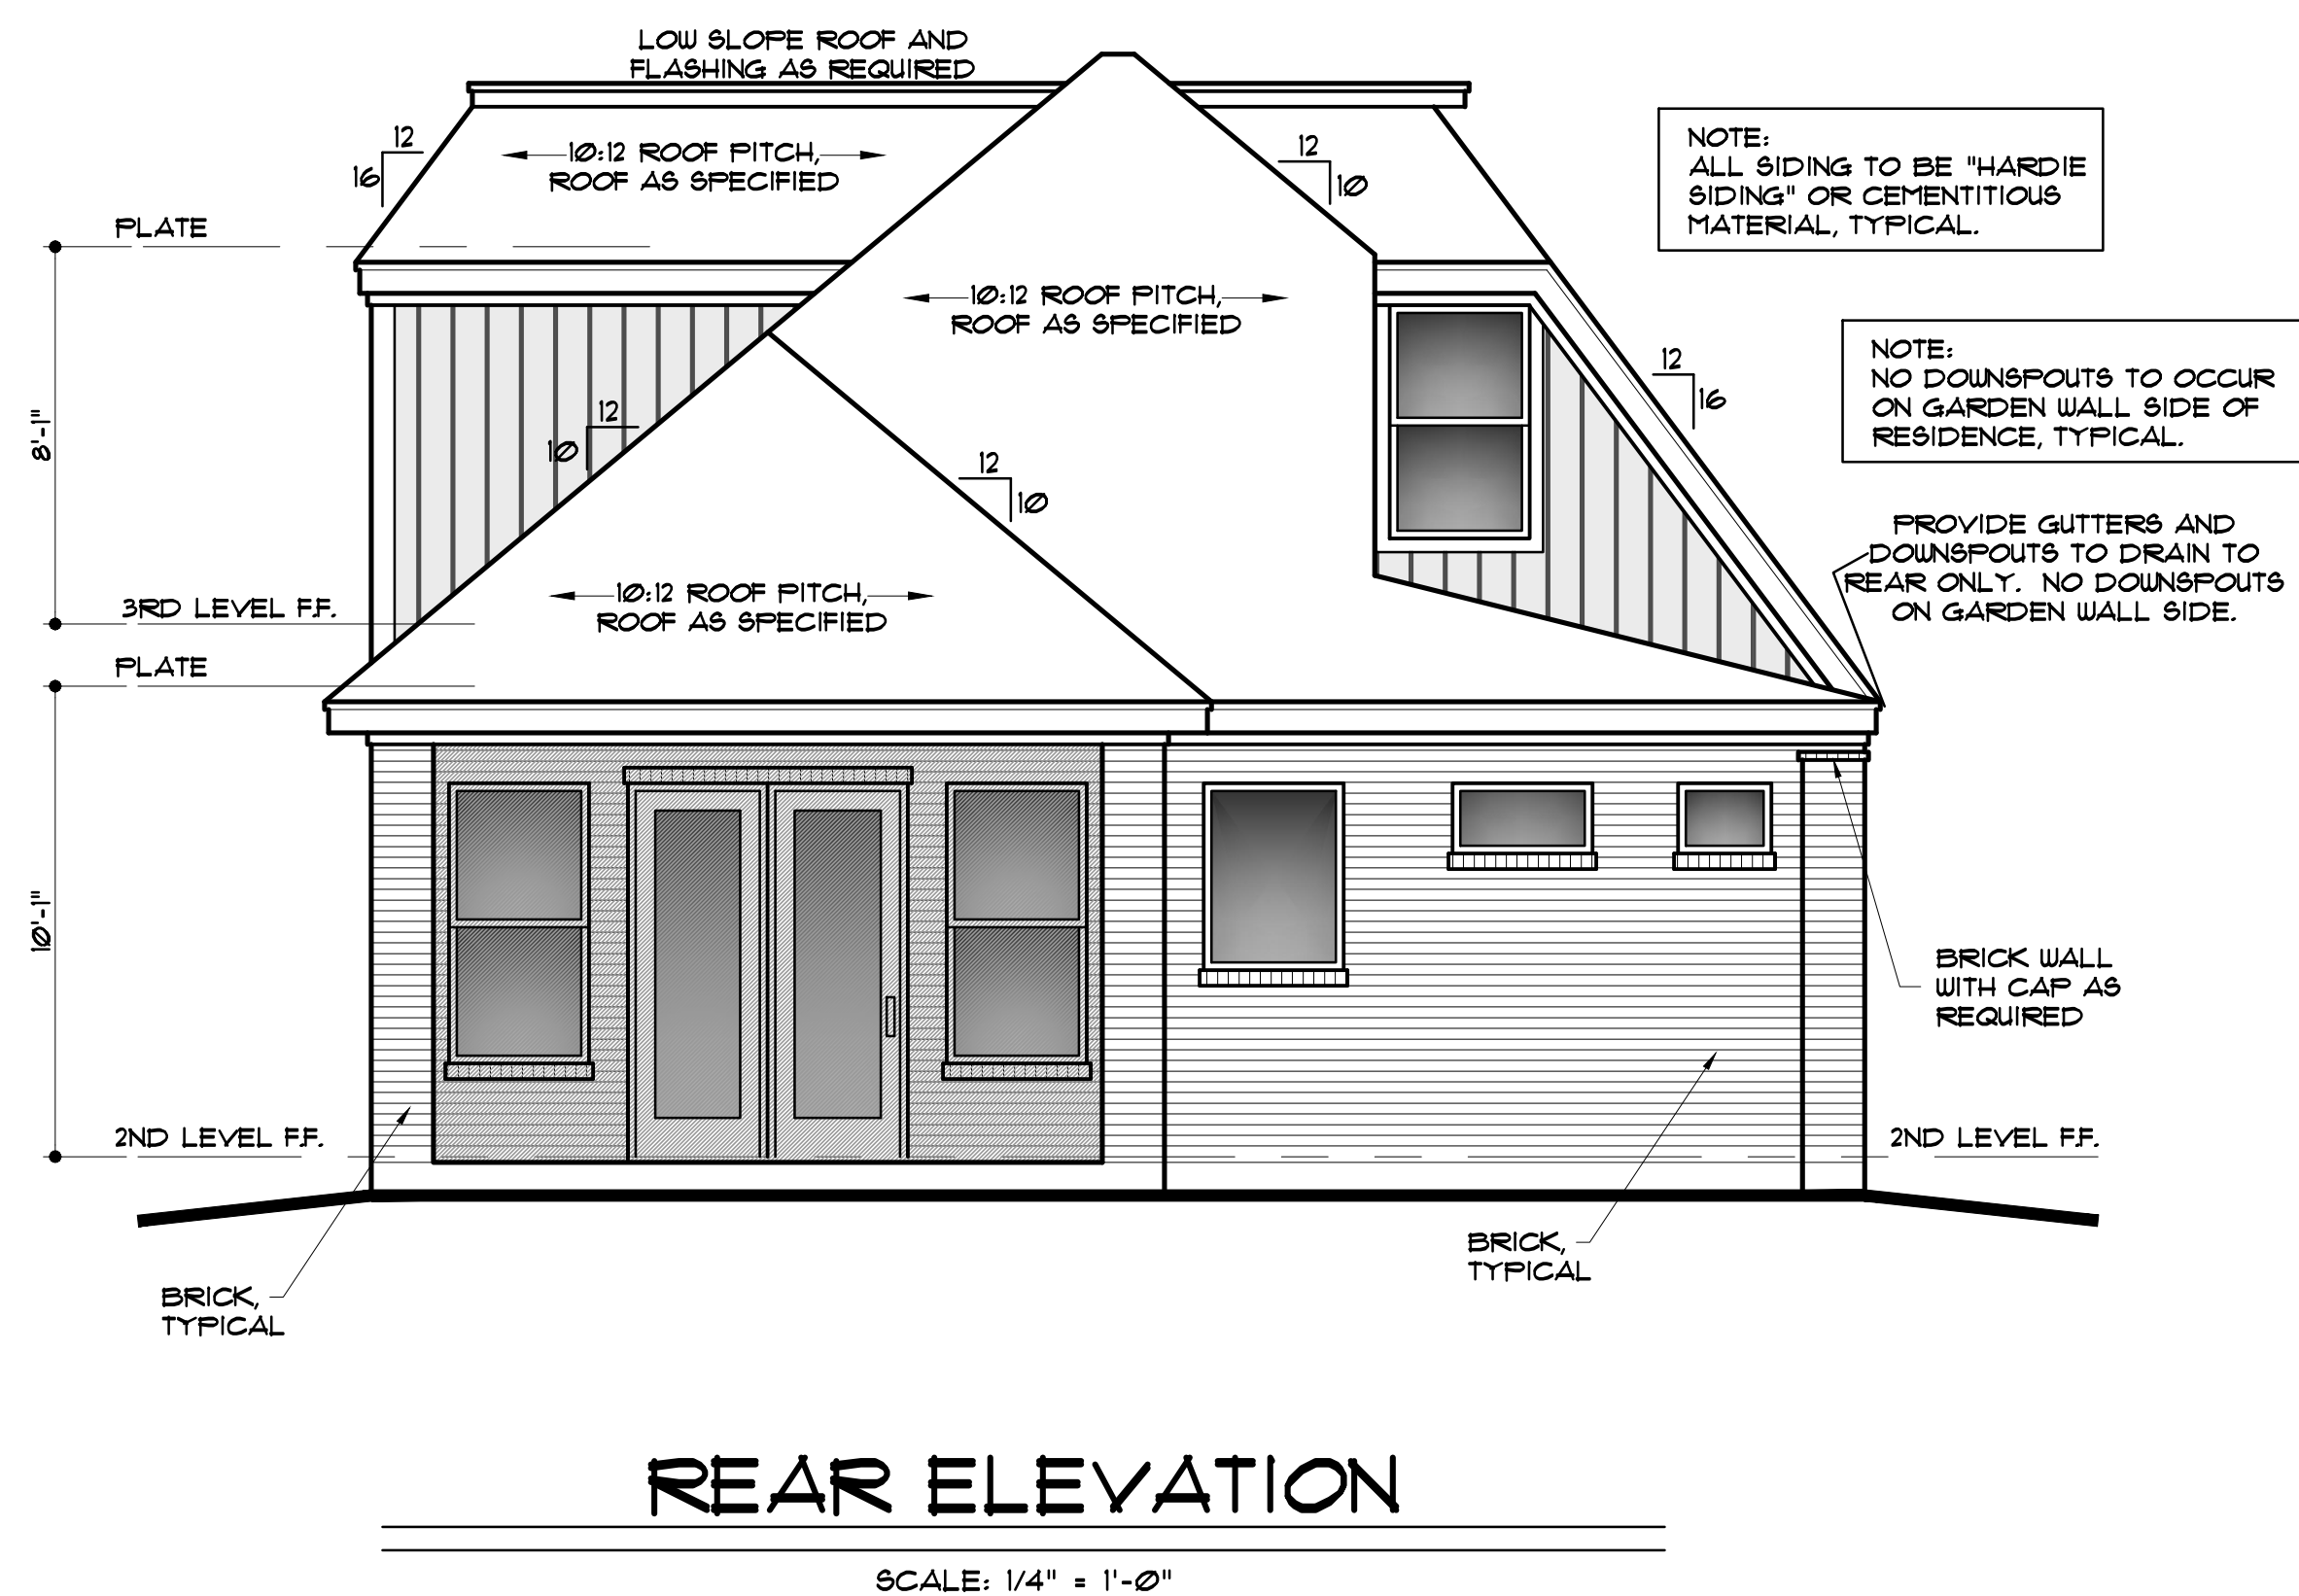 LOW SLOPE ROOF AND
FLASHING AS REQUIRED
12
16
10:12 ROOF PITCH,
ROOF AS SPECIFIED
12
10
NOTE:
ALL SIDING TO BE "HARDIE
SIDING" OR CEMENTITIOUS
MATERIAL, TYPICAL.
PLATE
10:12 ROOF PITCH,
ROOF AS SPECIFIED
NOTE:
NO DOWNSPOUTS TO OCCUR
ON GARDEN WALL SIDE OF
RESIDENCE, TYPICAL.
12
16
8'-1"
12
10
12
10
PROVIDE GUTTERS AND
DOWNSPOUTS TO DRAIN TO
REAR ONLY. NO DOWNSPOUTS
ON GARDEN WALL SIDE.
3RD LEVEL F.F.
10:12 ROOF PITCH,
ROOF AS SPECIFIED
PLATE
10'-1"
BRICK WALL
WITH CAP AS
REQUIRED
2ND LEVEL F.F.
2ND LEVEL F.F.
BRICK,
TYPICAL
BRICK,
TYPICAL
REAR ELEVATION
SCALE: 1/4" = 1'-0"